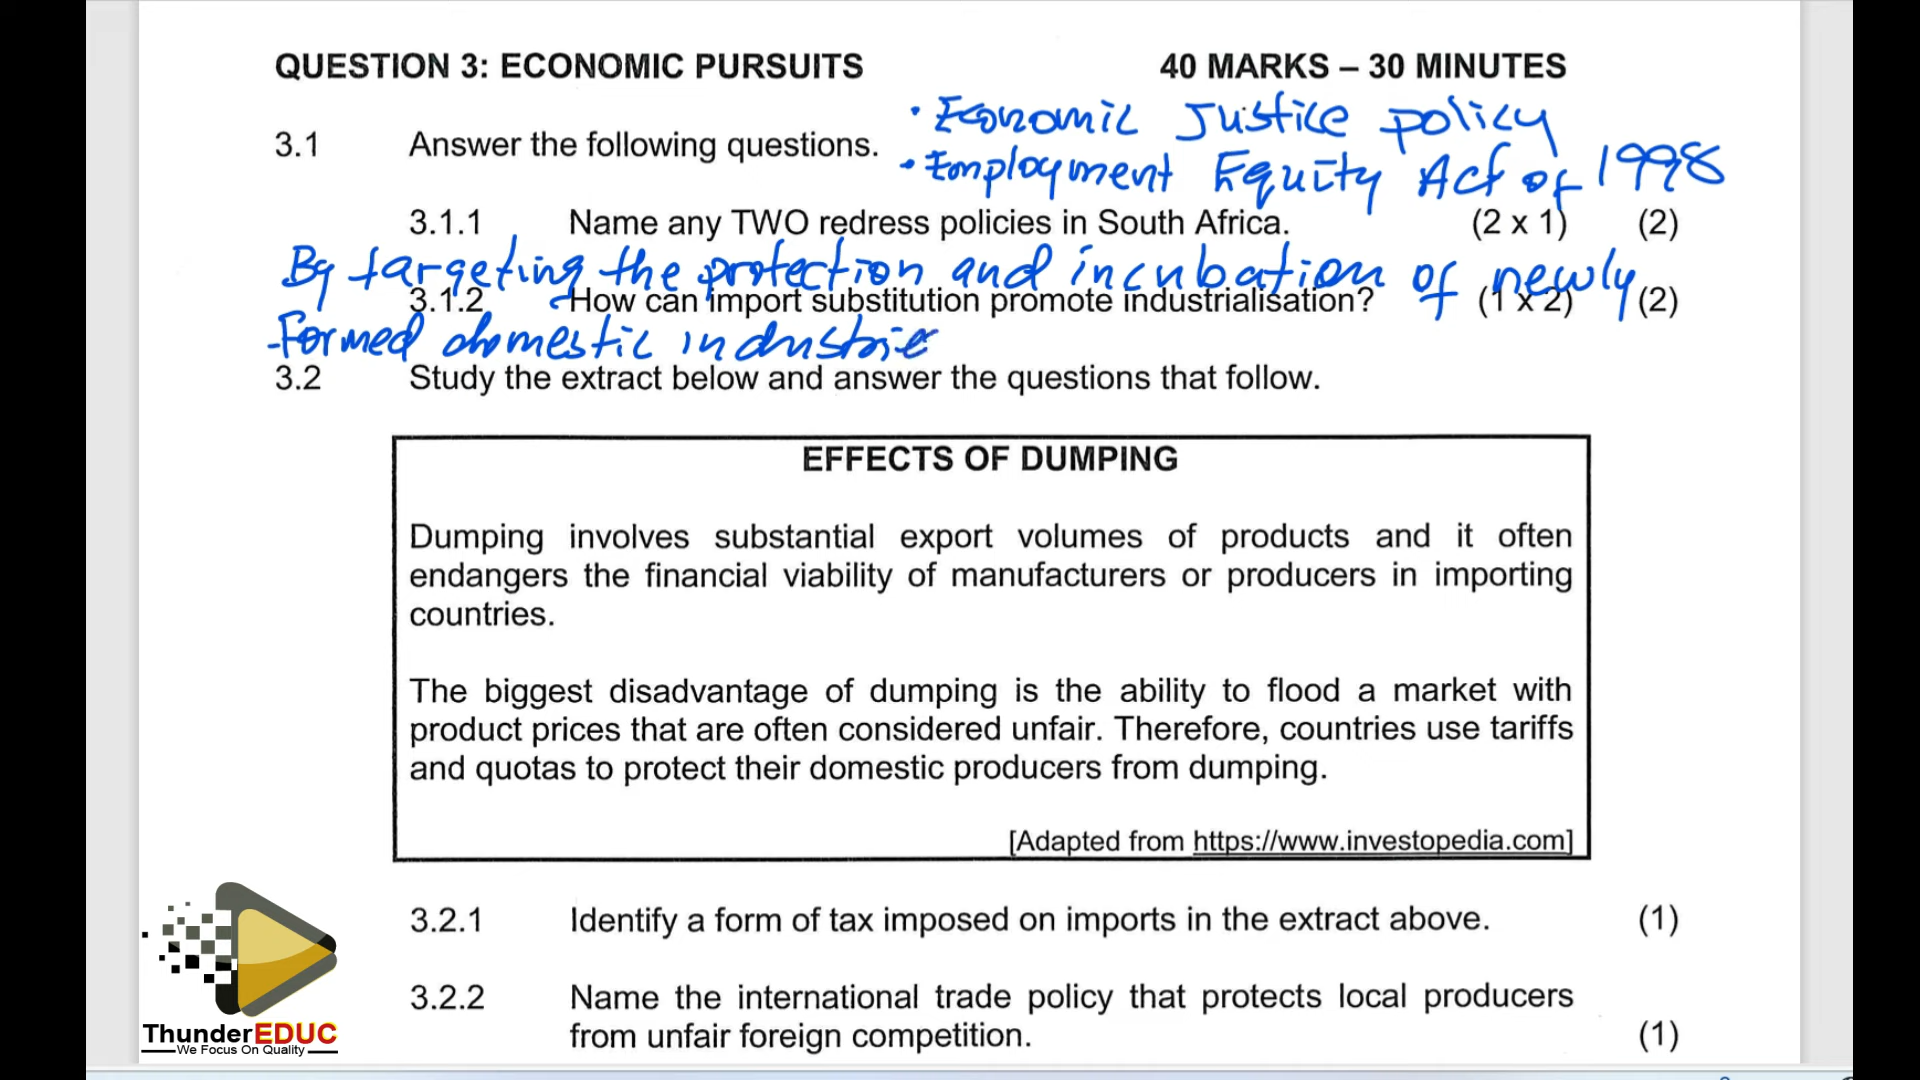 QUESTION 3: ECONOMIC PURSUITS 40 MARKS – 30 MINUTES
• Economic Justice policy
3.1 Answer the following questions.
• Employment Equity Act of 1998
3.1.1 Name any TWO redress policies in South Africa. (2 x 1) (2)
By targeting the protection and incubation of newly
3.1.2 How can import substitution promote industrialisation? (1 x 2) (2)
-Formed domestic industrie
3.2 Study the extract below and answer the questions that follow.
EFFECTS OF DUMPING
Dumping involves substantial export volumes of products and it often
endangers the financial viability of manufacturers or producers in importing
countries.
The biggest disadvantage of dumping is the ability to flood a market with
product prices that are often considered unfair. Therefore, countries use tariffs
and quotas to protect their domestic producers from dumping.
[Adapted from https://www.investopedia.com]
3.2.1 Identify a form of tax imposed on imports in the extract above. (1)
3.2.2 Name the international trade policy that protects local producers
from unfair foreign competition. (1)
ThunderEDUC
We Focus On Quality